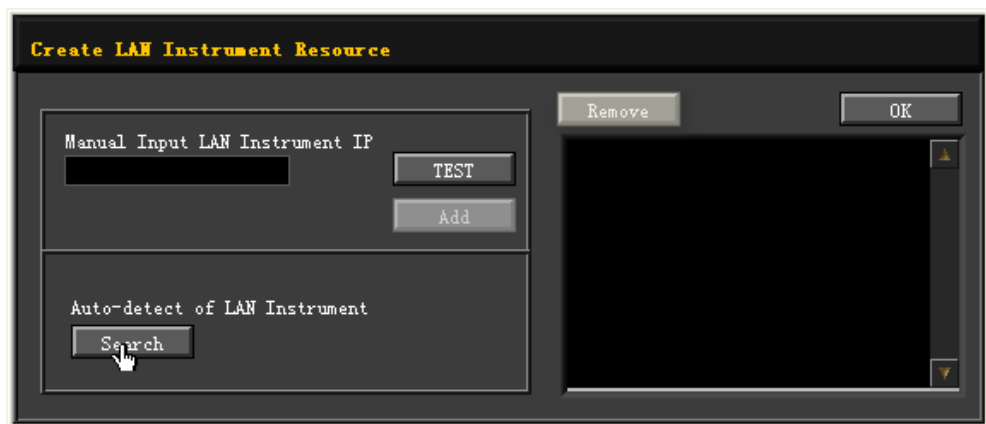 Create LAN Instrument Resource
Manual Input LAN Instrument IP
TEST
Add
Auto-detect of LAN Instrument
Search
Remove
OK